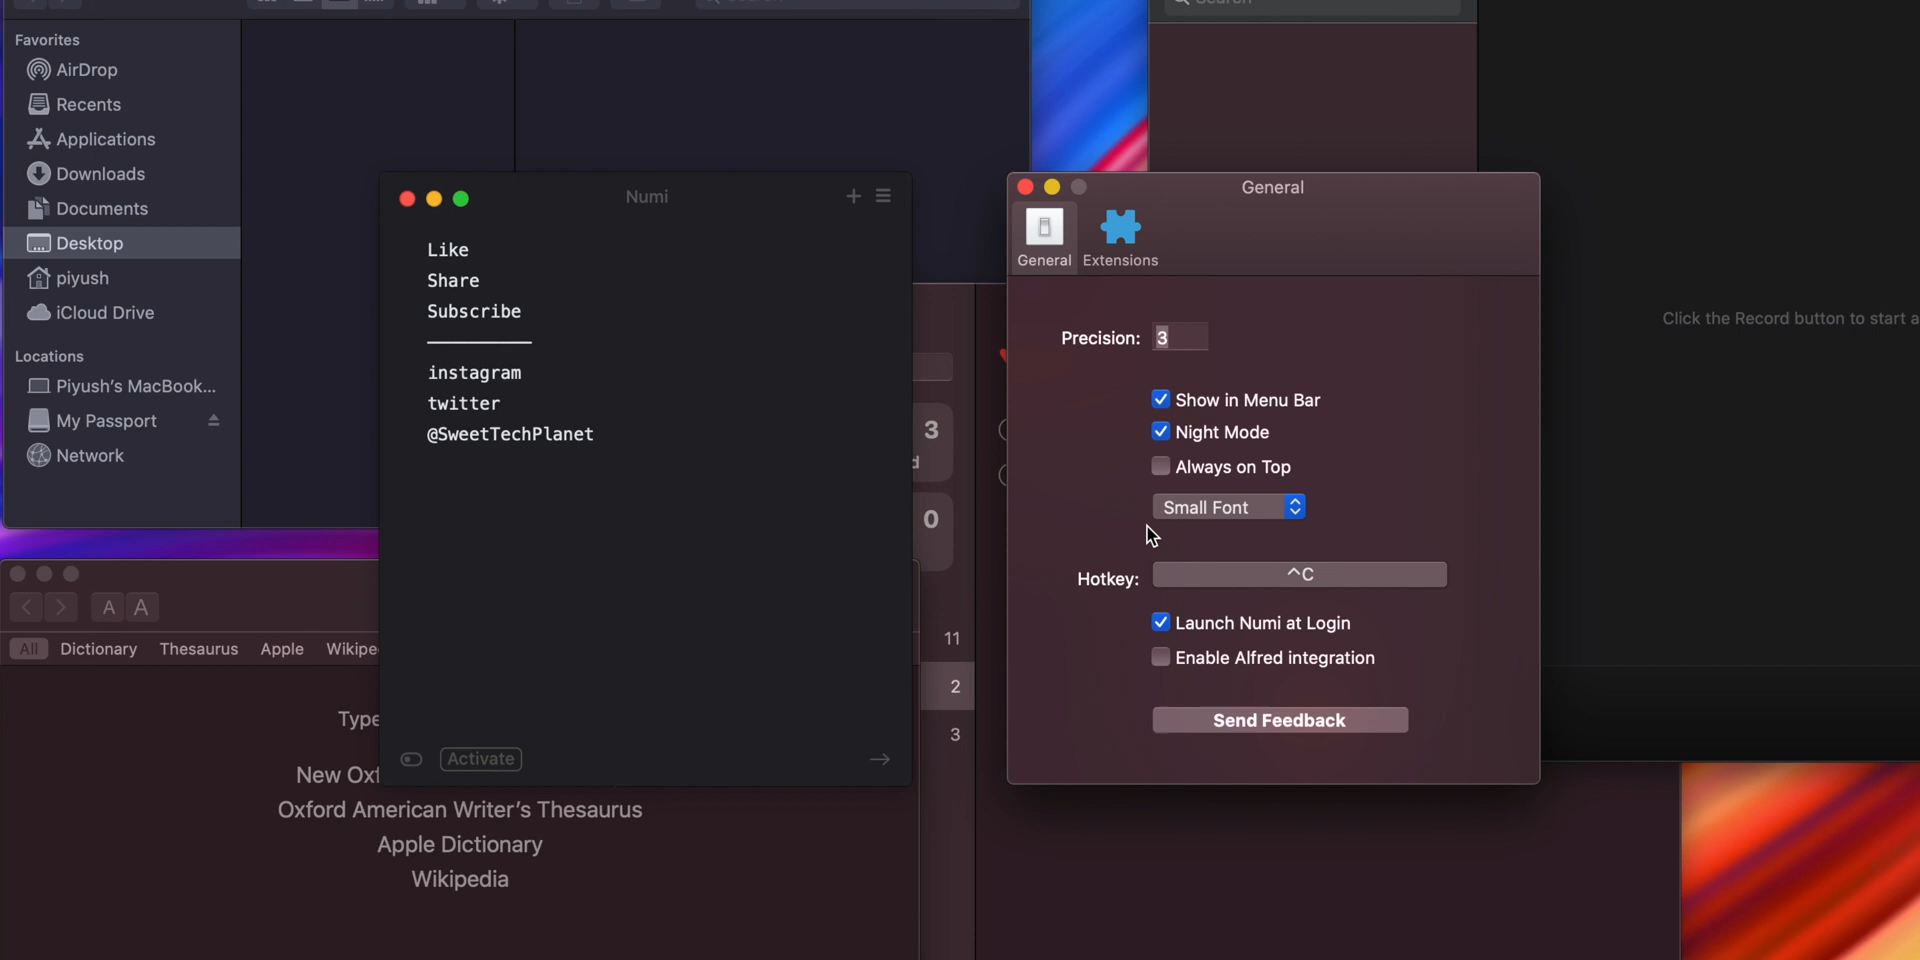 Favorites
AirDrop
Recents
Applications
Downloads
Documents
Desktop
piyush
iCloud Drive
Locations
Piyush's MacBook...
My Passport
Network
Numi
Like
Share
Subscribe
instagram
twitter
@SweetTechPlanet
Activate
General
General
Extensions
Precision: 3
Show in Menu Bar
Night Mode
Always on Top
Small Font
Hotkey: ^C
Launch Numi at Login
Enable Alfred integration
Send Feedback
Click the Record button to start a
3
d
0
11
2
3
A A
All Dictionary Thesaurus Apple Wikipe
Type
New Oxf
Oxford American Writer's Thesaurus
Apple Dictionary
Wikipedia